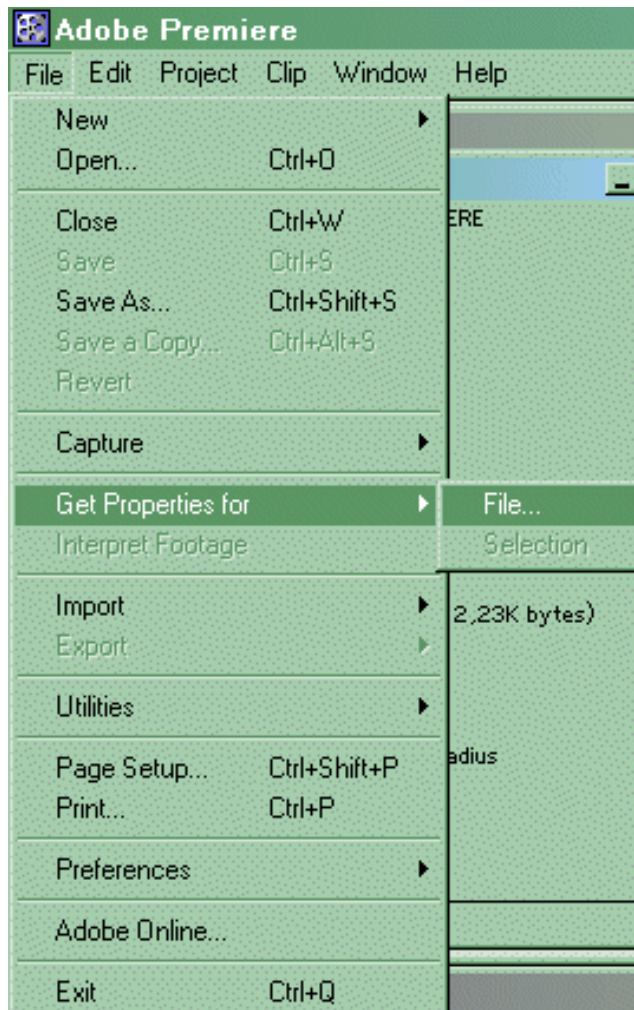 Adobe Premiere
File Edit Project Clip Window Help
New
Open... Ctrl+O
Close Ctrl+W
ERE
Save Ctrl+S
Save As... Ctrl+Shift+S
Save a Copy... Ctrl+Alt+S
Revert
Capture
Get Properties for File...
Interpret Footage Selection
Import
2,23K bytes)
Export
Utilities
adius
Page Setup... Ctrl+Shift+P
Print... Ctrl+P
Preferences
Adobe Online...
Exit Ctrl+Q